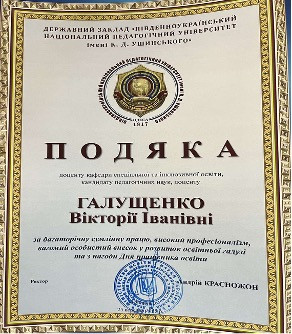 ДЕРЖАВНИЙ ЗАКЛАД «ПІВДЕННОУКРАЇНСЬКИЙ
НАЦІОНАЛЬНИЙ ПЕДАГОГІЧНИЙ УНІВЕРСИТЕТ
імені К. Д. УШИНСЬКОГО»
1817
ПОДЯКА
доценту кафедри спеціальної та інклюзивної освіти,
кандидату педагогічних наук, доценту
ГАЛУЩЕНКО
Вікторії Іванівні
за багаторічну сумлінну працю, високий професіоналізм,
вагомий особистий внесок у розвиток освітньої галузі
та з нагоди Дня працівника освіти
Ректор Андрій КРАСНОЖОН